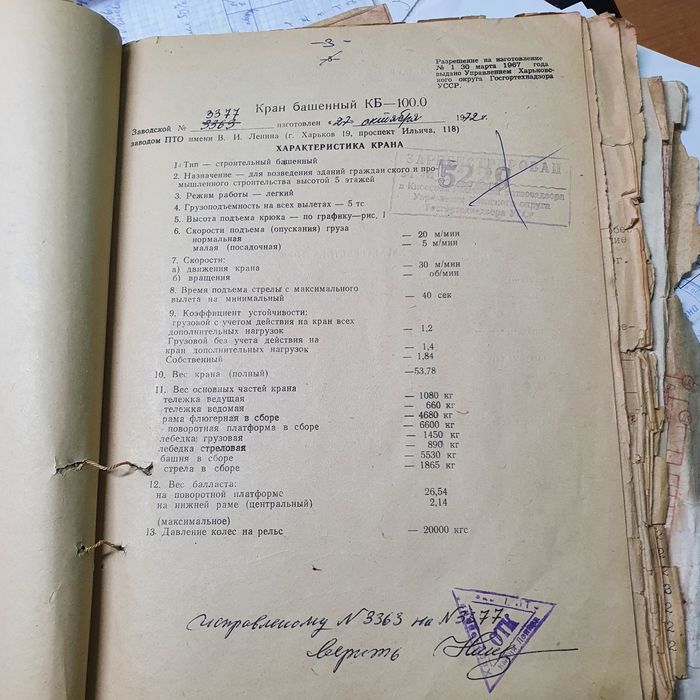 — 3 —
Разрешение на изготовление
№ 1 30 марта 1967 года
выдано Управлением Харьковс-
кого округа Госгортехнадзора
УССР.
Кран башенный КБ—100.0
3377
Заводской № 3363 изготовлен «27» октября 1972 г.
заводом ПТО имени В. И. Ленина (г. Харьков 19, проспект Ильича, 118)
ХАРАКТЕРИСТИКА КРАНА
1. Тип — строительный башенный
2. Назначение — для возведения зданий граждан ского и про-
мышленного строительства высотой 5 этажей
3. Режим работы — легкий
4. Грузоподъемность на всех вылетах — 5 тс
5. Высота подъема крюка — по графику—рис. 1
ЗАРЕГИСТРИРОВАН
5229
Госгортехнадзора
6. Скорости подъема (опускания) груза
нормальная — 20 м/мин
малая (посадочная) — 5 м/мин
7. Скорости:
а) движения крана — 30 м/мин
б) вращения — об/мин
8. Время подъема стрелы с максимального
вылета на минимальный — 40 сек
9. Коэффициент устойчивости:
грузовой с учетом действия на кран всех
дополнительных нагрузок — 1,2
Грузовой без учета действия на
кран дополнительных нагрузок — 1,4
Собственный — 1,84
10. Вес крана (полный) —53,78
11. Вес основных частей крана
тележка ведущая — 1080 кг
тележка ведомая — 660 кг
рама флюгерная в сборе — 4680 кг
поворотная платформа в сборе — 6600 кг
лебедка грузовая — 1450 кг
лебедка стреловая — 890 кг
башня в сборе — 5530 кг
стрела в сборе — 1865 кг
12. Вес балласта:
на поворотной платформе 26,54
на нижней раме (центральный) 2,14
(максимальное)
13. Давление колес на рельс — 20000 кгс
исправленому N 3363 на N 3377
верить
ОТК